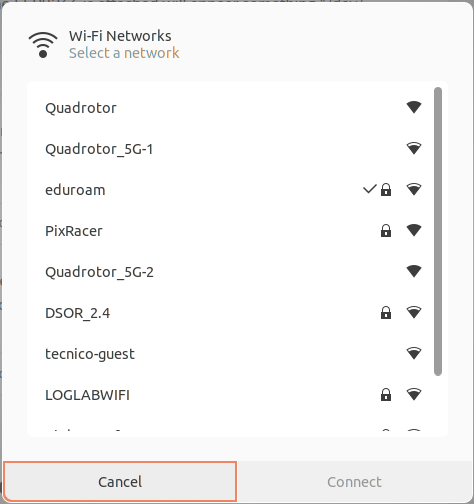 Wi-Fi Networks
Select a network
Quadrotor
Quadrotor_5G-1
eduroam
PixRacer
Quadrotor_5G-2
DSOR_2.4
tecnico-guest
LOGLABWIFI
Cancel
Connect